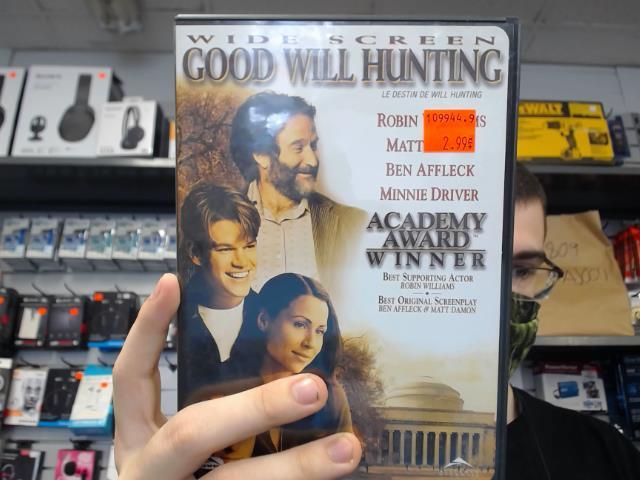 WIDE SCREEN
GOOD WILL HUNTING
LE DESTIN DE WILL HUNTING
ROBIN
109944.9
MATT
2.99
BEN AFFLECK
MINNIE DRIVER
ACADEMY
AWARD
WINNER
BEST SUPPORTING ACTOR
ROBIN WILLIAMS
BEST ORIGINAL SCREENPLAY
BEN AFFLECK & MATT DAMON
SONY
DEWALT